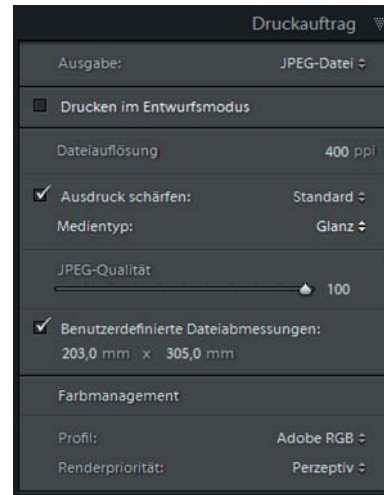 Druckauftrag
Ausgabe: JPEG-Datei
Drucken im Entwurfsmodus
Dateiauflösung 400 ppi
Ausdruck schärfen: Standard
Medientyp: Glanz
JPEG-Qualität
100
Benutzerdefinierte Dateiabmessungen:
203,0 mm x 305,0 mm
Farbmanagement
Profil: Adobe RGB
Renderpriorität: Perzeptiv